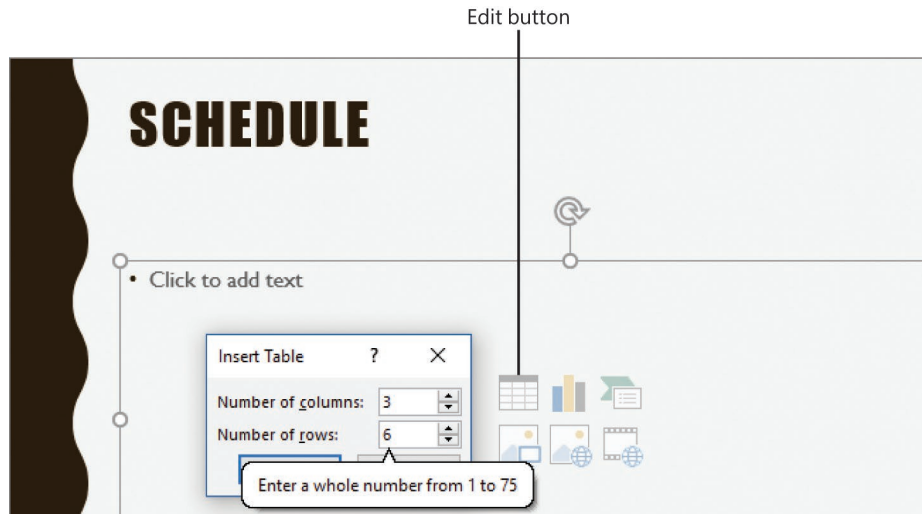 Edit button
SCHEDULE
• Click to add text
Insert Table ? X
Number of columns: 3
Number of rows: 6
Enter a whole number from 1 to 75